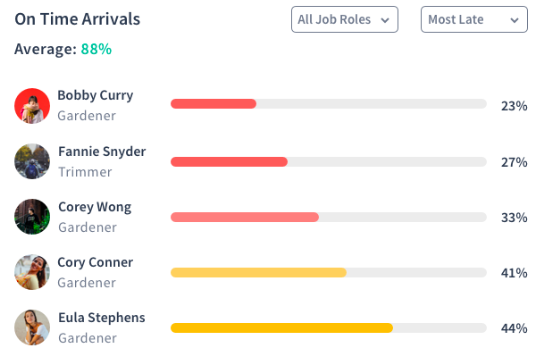 On Time Arrivals
All Job Roles
Most Late
Average: 88%
Bobby Curry
Gardener
23%
Fannie Snyder
Trimmer
27%
Corey Wong
Gardener
33%
Cory Conner
Gardener
41%
Eula Stephens
Gardener
44%